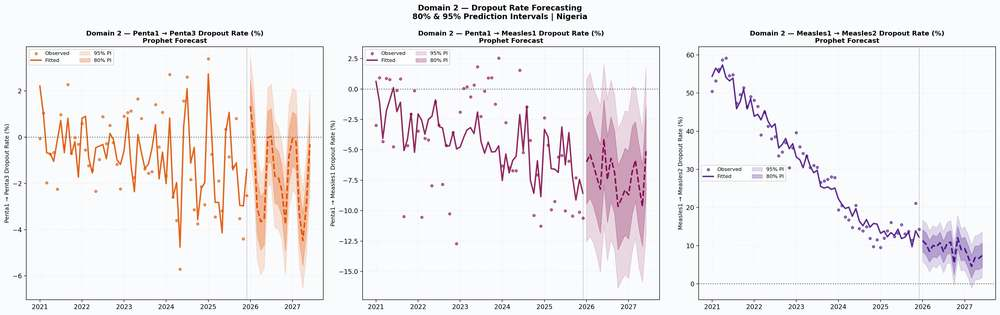 Domain 2 — Dropout Rate Forecasting
80% & 95% Prediction Intervals | Nigeria
Domain 2 — Penta1 → Penta3 Dropout Rate (%)
Prophet Forecast
Observed
Fitted
95% PI
80% PI
Penta1 → Penta3 Dropout Rate (%)
2
0
−2
−4
−6
2021 2022 2023 2024 2025 2026 2027
Domain 2 — Penta1 → Measles1 Dropout Rate (%)
Prophet Forecast
Observed
Fitted
95% PI
80% PI
Penta1 → Measles1 Dropout Rate (%)
2.5
0.0
−2.5
−5.0
−7.5
−10.0
−12.5
−15.0
2021 2022 2023 2024 2025 2026 2027
Domain 2 — Measles1 → Measles2 Dropout Rate (%)
Prophet Forecast
Observed
Fitted
95% PI
80% PI
Measles1 → Measles2 Dropout Rate (%)
60
50
40
30
20
10
0
2021 2022 2023 2024 2025 2026 2027